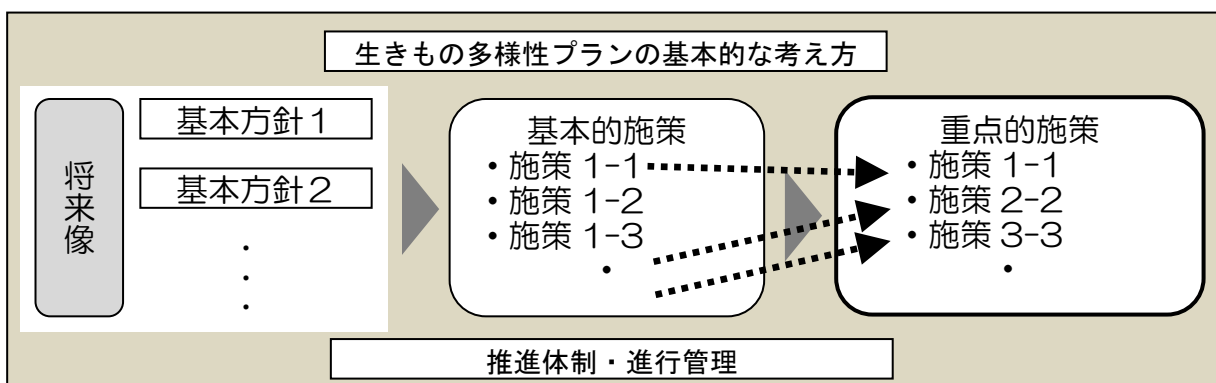 生きもの多様性プランの基本的な考え方
将来像
基本方針1
基本方針2
・
・
・
基本的施策
・施策 1-1
・施策 1-2
・施策 1-3
・
重点的施策
・施策 1-1
・施策 2-2
・施策 3-3
・
推進体制・進行管理